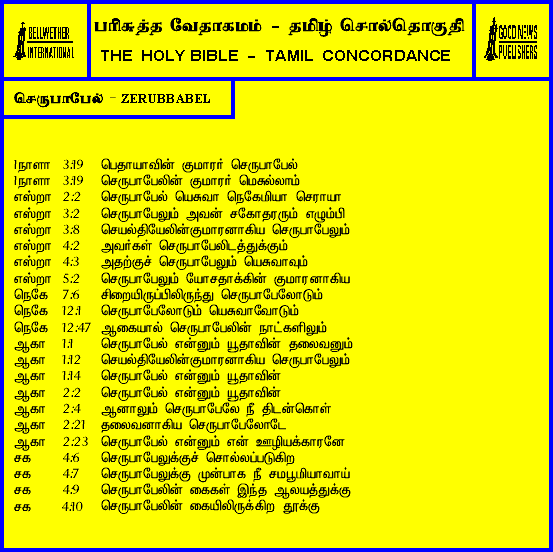 BELLWETHER
INTERNATIONAL
பரிசுத்த வேதாகமம் - தமிழ் சொல்தொகுதி
THE HOLY BIBLE - TAMIL CONCORDANCE
GOOD NEWS
PUBLISHERS
செருபாபேல் - ZERUBBABEL
1நாளா 3:19 பெதாயாவின் குமாரர் செருபாபேல்
1நாளா 3:19 செருபாபேலின் குமாரர் மெசுல்லாம்
எஸ்றா 2:2 செருபாபேல் யெசுவா நெகேமியா செராயா
எஸ்றா 3:2 செருபாபேலும் அவன் சகோதரரும் எழும்பி
எஸ்றா 3:8 செயல்தியேலின்குமாரனாகிய செருபாபேலும்
எஸ்றா 4:2 அவர்கள் செருபாபேலிடத்துக்கும்
எஸ்றா 4:3 அதற்குச் செருபாபேலும் யெசுவாவும்
எஸ்றா 5:2 செருபாபேலும் யோசதாக்கின் குமாரனாகிய
நெகே 7:6 சிறையிருப்பிலிருந்து செருபாபேலோடும்
நெகே 12:1 செருபாபேலோடும் யெசுவாவோடும்
நெகே 12:47 ஆகையால் செருபாபேலின் நாட்களிலும்
ஆகா 1:1 செருபாபேல் என்னும் யூதாவின் தலைவனும்
ஆகா 1:12 செயல்தியேலின்குமாரனாகிய செருபாபேலும்
ஆகா 1:14 செருபாபேல் என்னும் யூதாவின்
ஆகா 2:2 செருபாபேல் என்னும் யூதாவின்
ஆகா 2:4 ஆனாலும் செருபாபேலே நீ திடன்கொள்
ஆகா 2:21 தலைவனாகிய செருபாபேலோடே
ஆகா 2:23 செருபாபேல் என்னும் என் ஊழியக்காரனே
சக 4:6 செருபாபேலுக்குச் சொல்லப்படுகிற
சக 4:7 செருபாபேலுக்கு முன்பாக நீ சமபூமியாவாய்
சக 4:9 செருபாபேலின் கைகள் இந்த ஆலயத்துக்கு
சக 4:10 செருபாபேலின் கையிலிருக்கிற தூக்கு